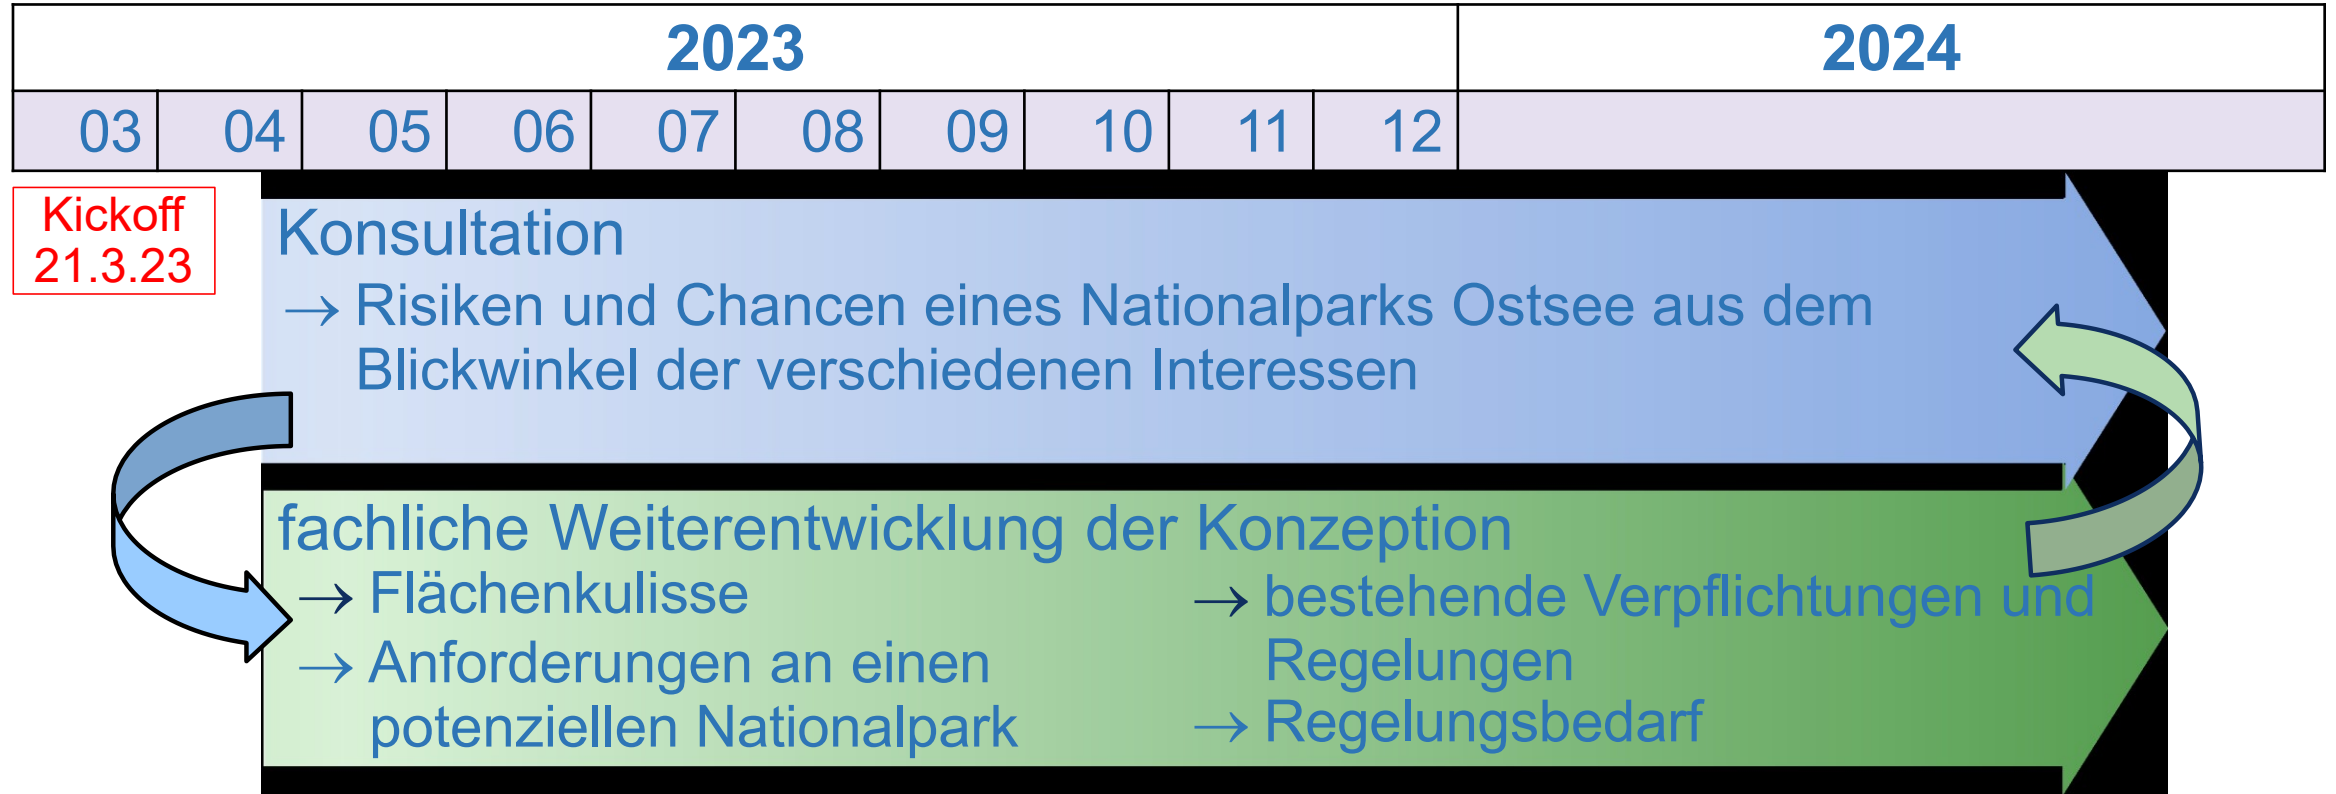 2023 2024
03 04 05 06 07 08 09 10 11 12
Kickoff
21.3.23
Konsultation
→ Risiken und Chancen eines Nationalparks Ostsee aus dem
Blickwinkel der verschiedenen Interessen
fachliche Weiterentwicklung der Konzeption
→ Flächenkulisse
→ Anforderungen an einen
potenziellen Nationalpark
→ bestehende Verpflichtungen und
Regelungen
→ Regelungsbedarf